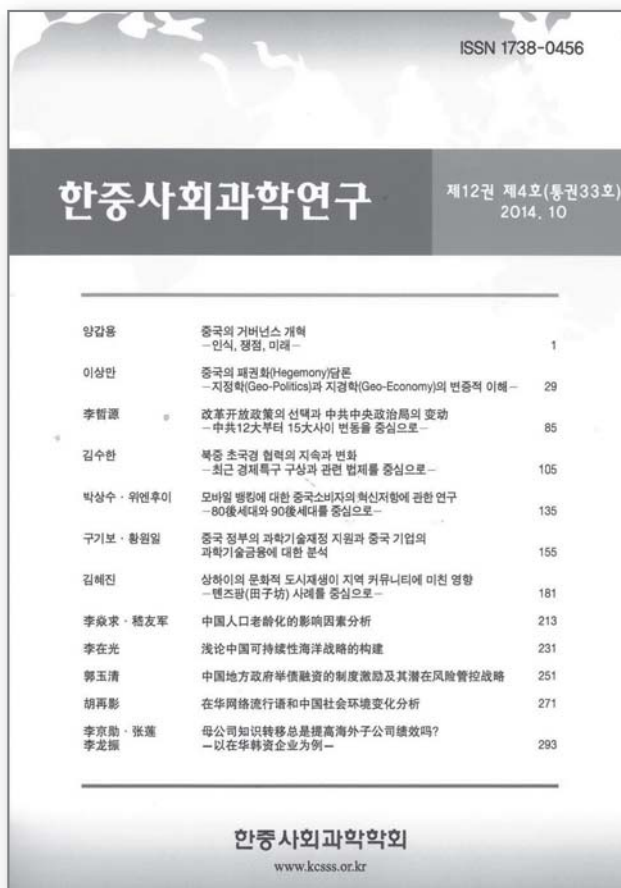 ISSN 1738-0456
한중사회과학연구
제12권 제4호(통권33호)
2014. 10
양갑용 중국의 거버넌스 개혁
-인식, 쟁점, 미래- 1
이상만 중국의 패권화(Hegemony)담론
-지정학(Geo-Politics)과 지경학(Geo-Economy)의 변증적 이해- 29
李哲源 改革开放政策의 선택과 中共中央政治局의 변동
-中共12大부터 15大사이 변동을 중심으로- 85
김수한 북중 초국경 협력의 지속과 변화
-최근 경제특구 구상과 관련 법제를 중심으로- 105
박상수·위엔후이 모바일 뱅킹에 대한 중국소비자의 혁신저항에 관한 연구
-80後세대와 90後세대를 중심으로- 135
구기보·황원일 중국 정부의 과학기술재정 지원과 중국 기업의
과학기술금융에 대한 분석 155
김혜진 상하이의 문화적 도시재생이 지역 커뮤니티에 미친 영향
-텐즈팡(田子坊) 사례를 중심으로- 181
李焱求·嵇友军 中国人口老龄化的影响因素分析 213
李在光 浅论中国可持续性海洋战略的构建 231
郭玉清 中国地方政府举债融资的制度激励及其潜在风险管控战略 251
胡再影 在华网络流行语和中国社会环境变化分析 271
李京勋·张莲 母公司知识转移总是提高海外子公司绩效吗?
李龙振 -以在华韩资企业为例- 293
한중사회과학학회
www.kcsss.or.kr